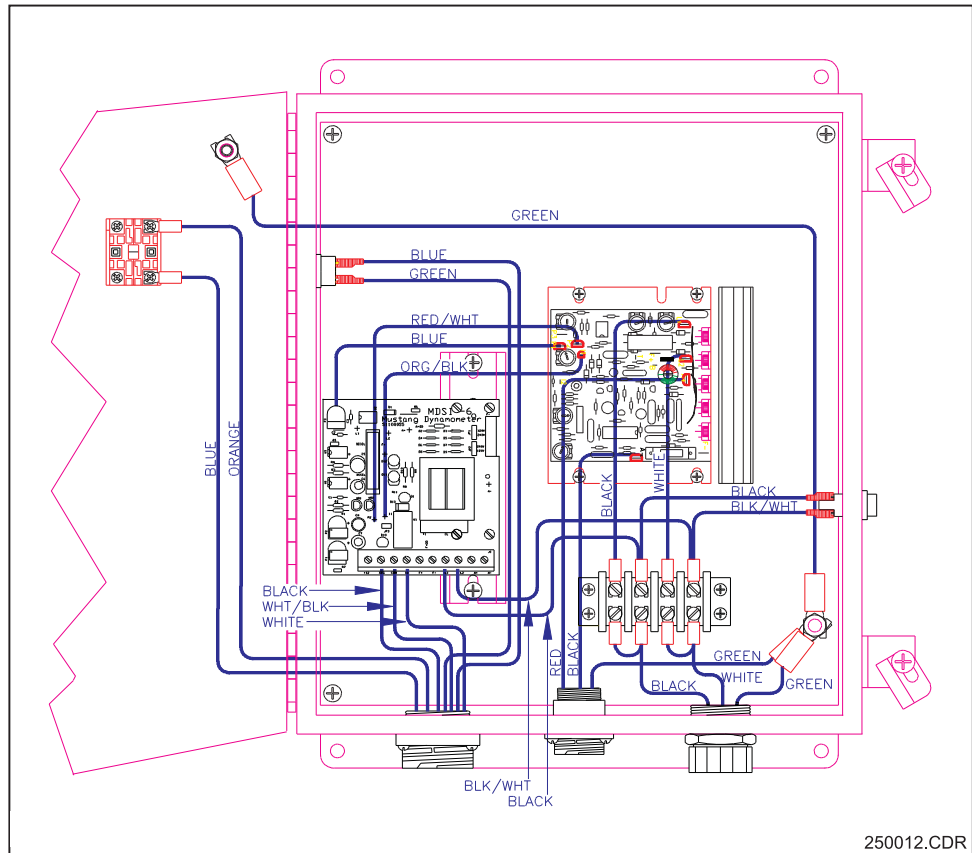 GREEN
BLUE
GREEN
RED/WHT
BLUE
ORG/BLK
MDSI-6
Mustang Dynamometer
BLUE
ORANGE
BLACK
WHITE
BLACK
BLK/WHT
BLACK
WHT/BLK
WHITE
RED
BLACK
GREEN
WHITE
BLACK
GREEN
BLK/WHT
BLACK
250012.CDR